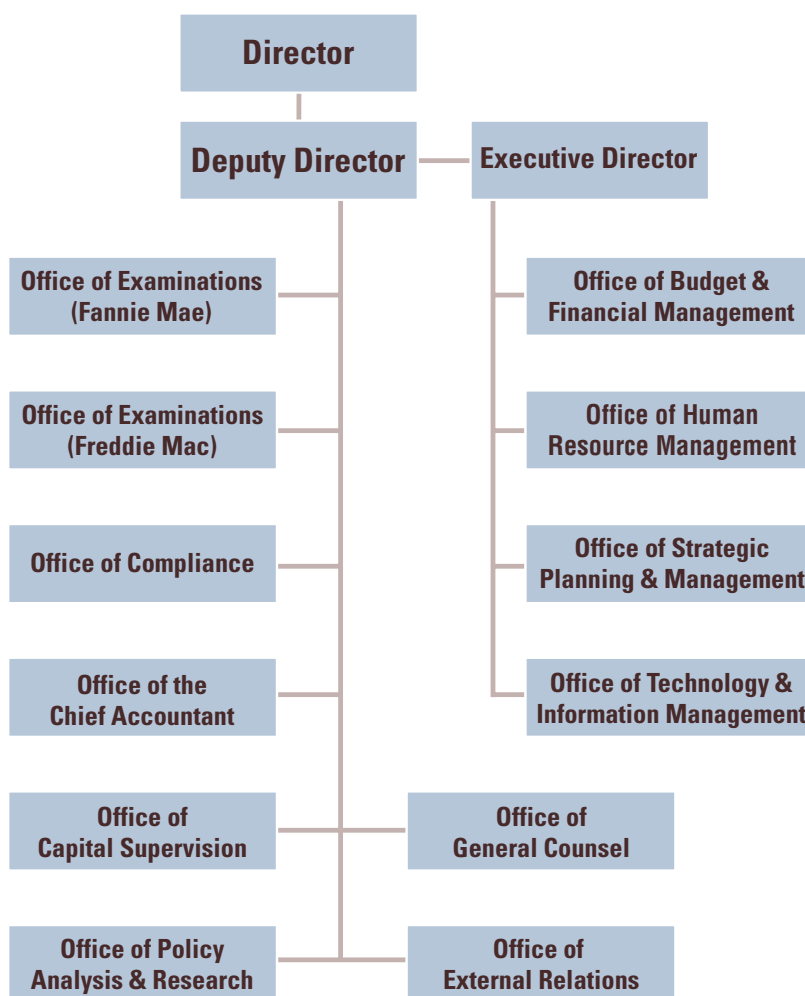 Director
Deputy Director
Executive Director
Office of Examinations
(Fannie Mae)
Office of Budget &
Financial Management
Office of Examinations
(Freddie Mac)
Office of Human
Resource Management
Office of Compliance
Office of Strategic
Planning & Management
Office of the
Chief Accountant
Office of Technology &
Information Management
Office of
Capital Supervision
Office of
General Counsel
Office of Policy
Analysis & Research
Office of
External Relations